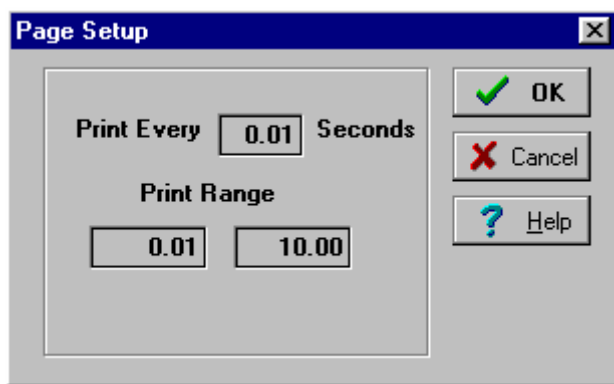 Page Setup
Print Every 0.01 Seconds
Print Range
0.01 10.00
OK
Cancel
Help